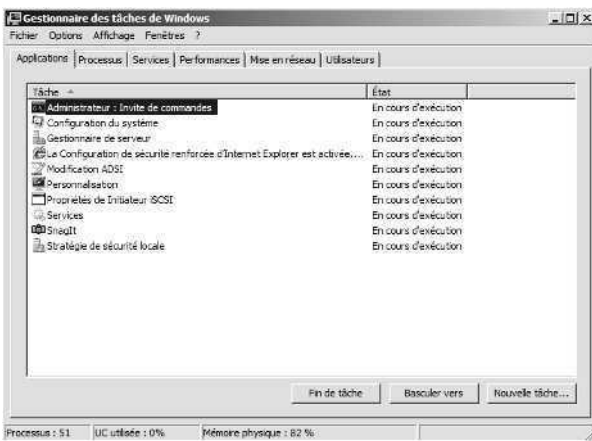 Gestionnaire des tâches de Windows
Fichier Options Affichage Fenêtres ?
Applications Processus Services Performances Mise en réseau Utilisateurs
Tâche État
Administrateur : Invite de commandes En cours d'exécution
Configuration du système En cours d'exécution
Gestionnaire de serveur En cours d'exécution
La Configuration de sécurité renforcée d'Internet Explorer est activée.... En cours d'exécution
Modification ADSI En cours d'exécution
Personnalisation En cours d'exécution
Propriétés de Initiateur iSCSI En cours d'exécution
Services En cours d'exécution
SnagIt En cours d'exécution
Stratégie de sécurité locale En cours d'exécution
Fin de tâche Basculer vers Nouvelle tâche...
Processus : 51 UC utilisée : 0% Mémoire physique : 82 %